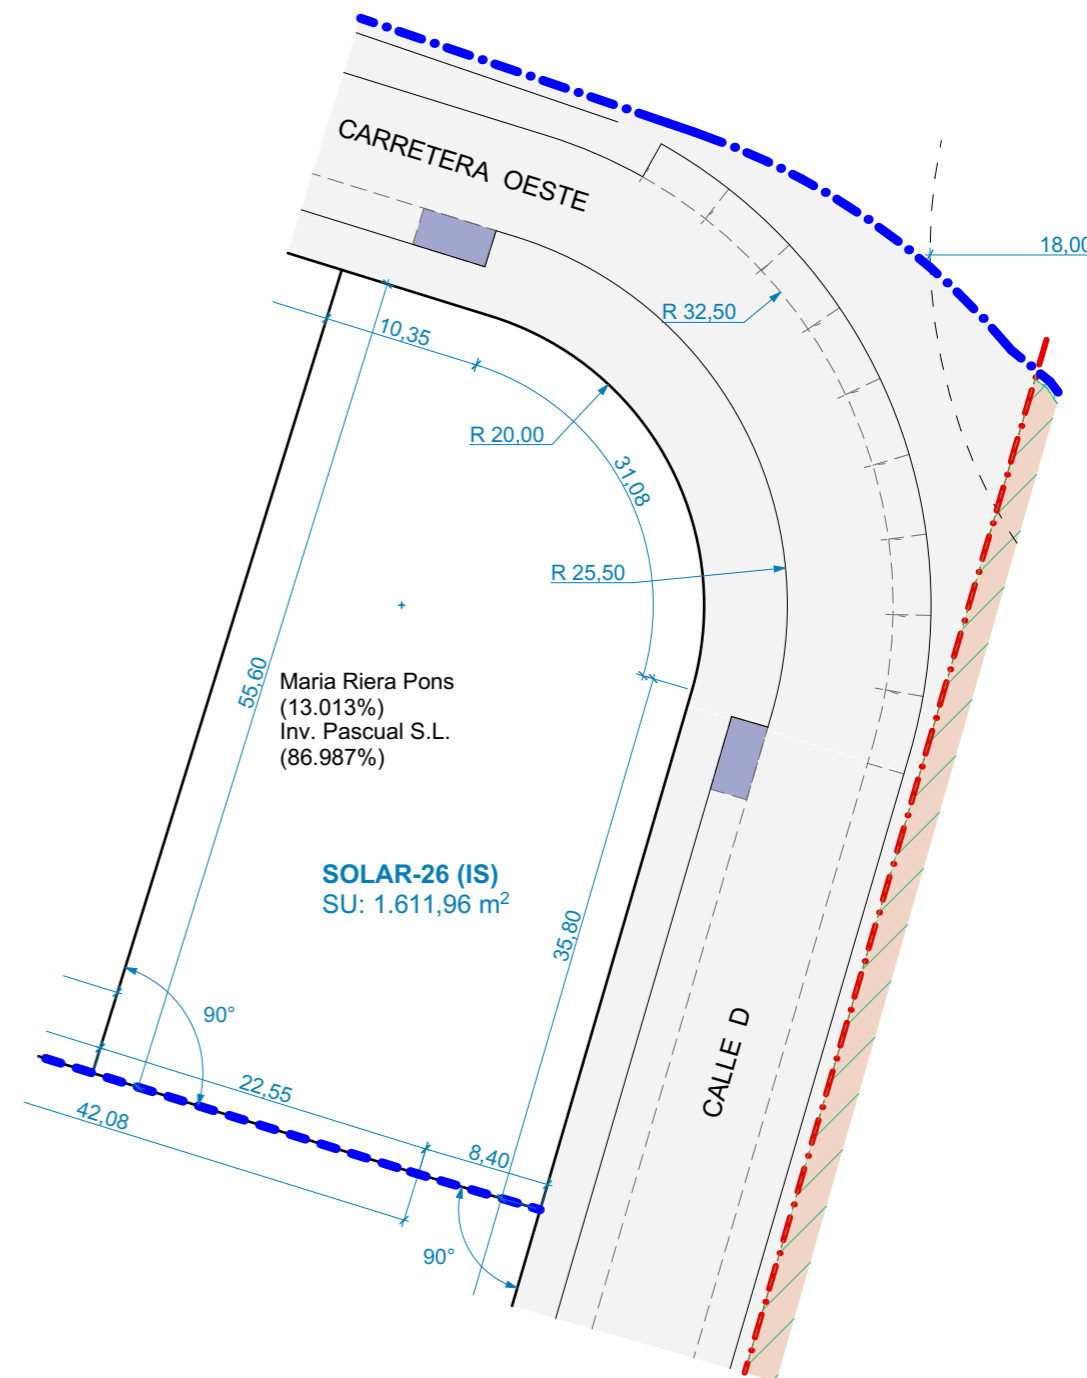 CARRETERA OESTE
18,00
R 32,50
10,35
R 20,00
31,08
R 25,50
55,60
Maria Riera Pons
(13.013%)
Inv. Pascual S.L.
(86.987%)
SOLAR-26 (IS)
SU: 1.611,96 m²
35,80
90°
CALLE D
22,55
42,08
8,40
90°